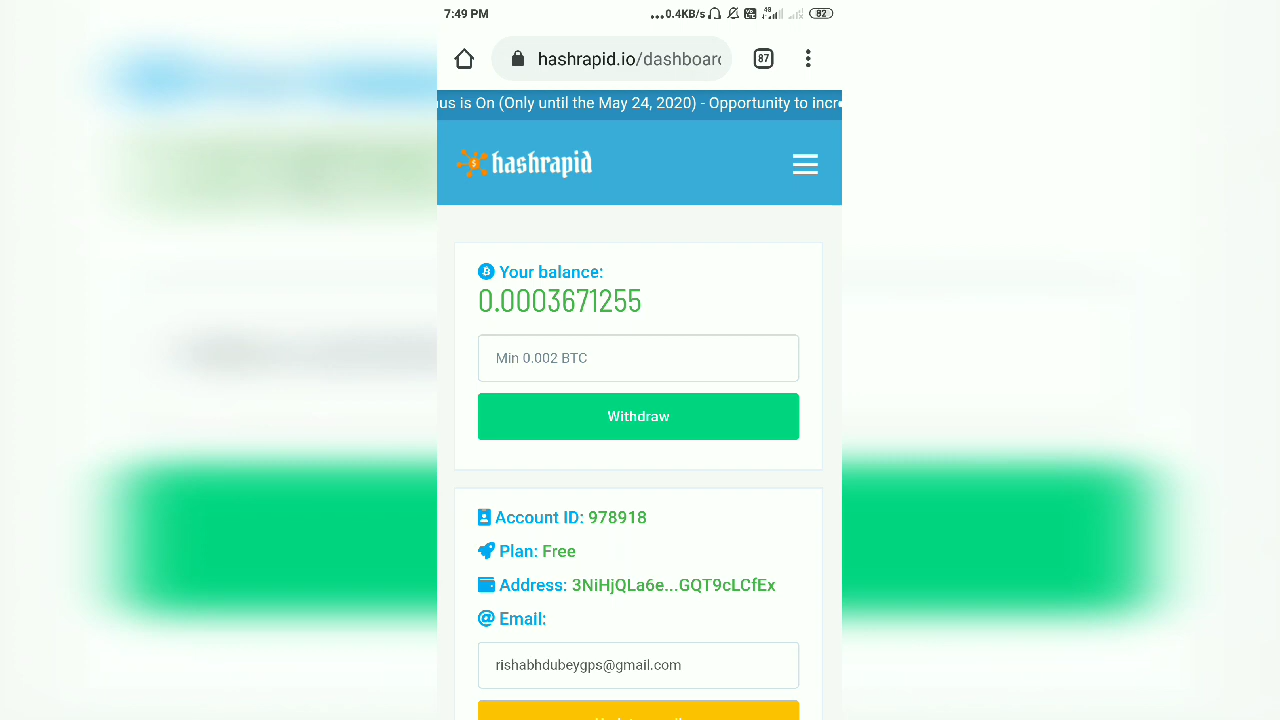 7:49 PM
...0.4KB/s 4G 82
hashrapid.io/dashboard 87
us is On (Only until the May 24, 2020) - Opportunity to incr
hashrapid
Your balance:
0.0003671255
Min 0.002 BTC
Withdraw
Account ID: 978918
Plan: Free
Address: 3NiHjQLa6e...GQT9cLCfEx
Email:
rishabhdubeygps@gmail.com